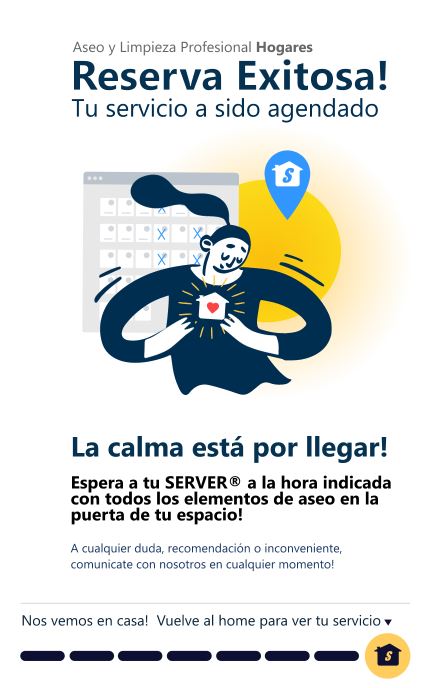 Aseo y Limpieza Profesional Hogares
Reserva Exitosa!
Tu servicio a sido agendado
S
La calma está por llegar!
Espera a tu SERVER® a la hora indicada
con todos los elementos de aseo en la
puerta de tu espacio!
A cualquier duda, recomendación o inconveniente,
comunicate con nosotros en cualquier momento!
Nos vemos en casa! Vuelve al home para ver tu servicio ▼
S